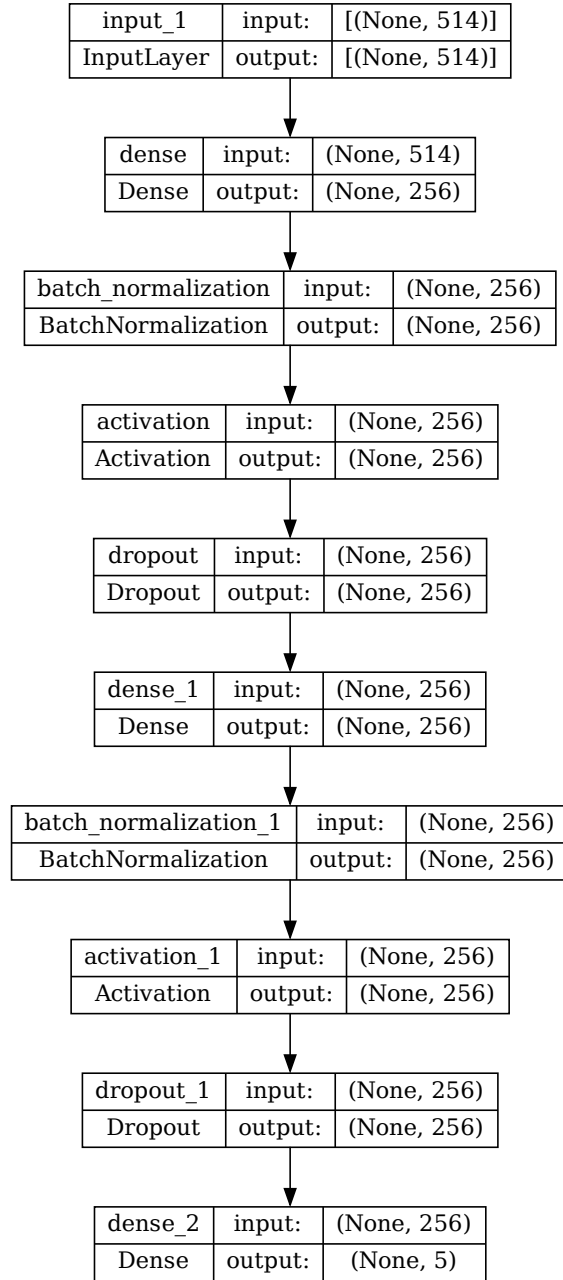 input_1 input: [(None, 514)]
InputLayer output: [(None, 514)]
dense input: (None, 514)
Dense output: (None, 256)
batch_normalization input: (None, 256)
BatchNormalization output: (None, 256)
activation input: (None, 256)
Activation output: (None, 256)
dropout input: (None, 256)
Dropout output: (None, 256)
dense_1 input: (None, 256)
Dense output: (None, 256)
batch_normalization_1 input: (None, 256)
BatchNormalization output: (None, 256)
activation_1 input: (None, 256)
Activation output: (None, 256)
dropout_1 input: (None, 256)
Dropout output: (None, 256)
dense_2 input: (None, 256)
Dense output: (None, 5)